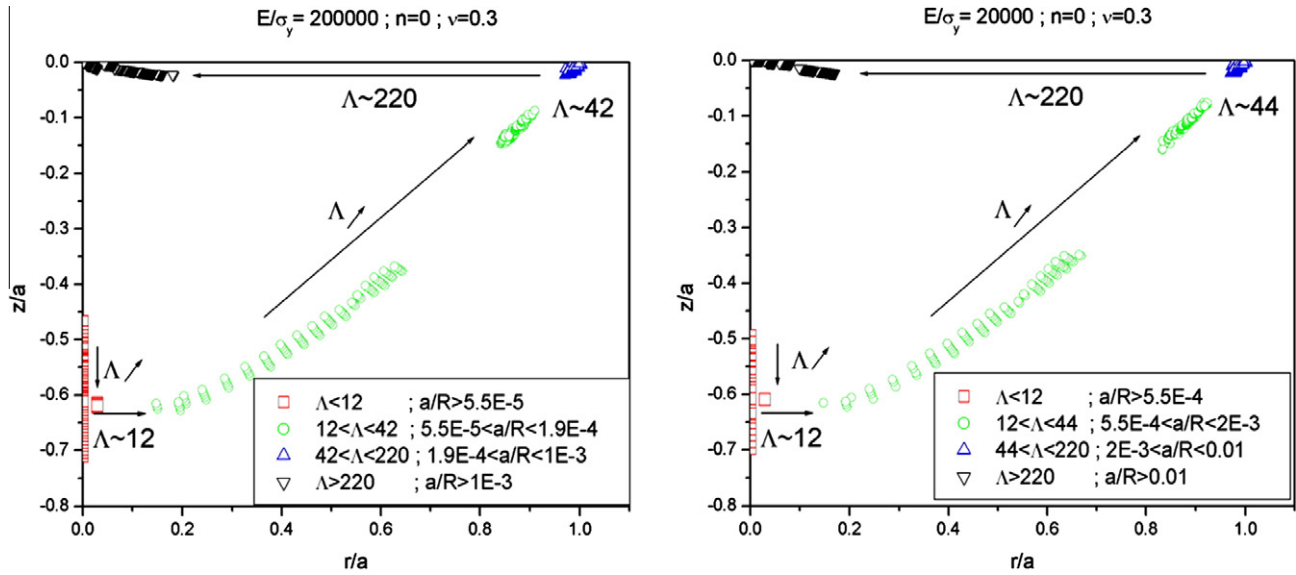 E/σy= 200000 ; n=0 ; ν=0.3
0.0
-0.1
-0.2
-0.3
-0.4
-0.5
-0.6
-0.7
-0.8
z/a
Λ~220
Λ~42
Λ
Λ
Λ~12
Λ<12 ; a/R>5.5E-5
12<Λ<42 ; 5.5E-5<a/R<1.9E-4
42<Λ<220 ; 1.9E-4<a/R<1E-3
Λ>220 ; a/R>1E-3
0.0 0.2 0.4 0.6 0.8 1.0
r/a
E/σy= 20000 ; n=0 ; ν=0.3
0.0
-0.1
-0.2
-0.3
-0.4
-0.5
-0.6
-0.7
-0.8
z/a
Λ~220
Λ~44
Λ
Λ
Λ~12
Λ<12 ; a/R>5.5E-4
12<Λ<44 ; 5.5E-4<a/R<2E-3
44<Λ<220 ; 2E-3<a/R<0.01
Λ>220 ; a/R>0.01
0.0 0.2 0.4 0.6 0.8 1.0
r/a